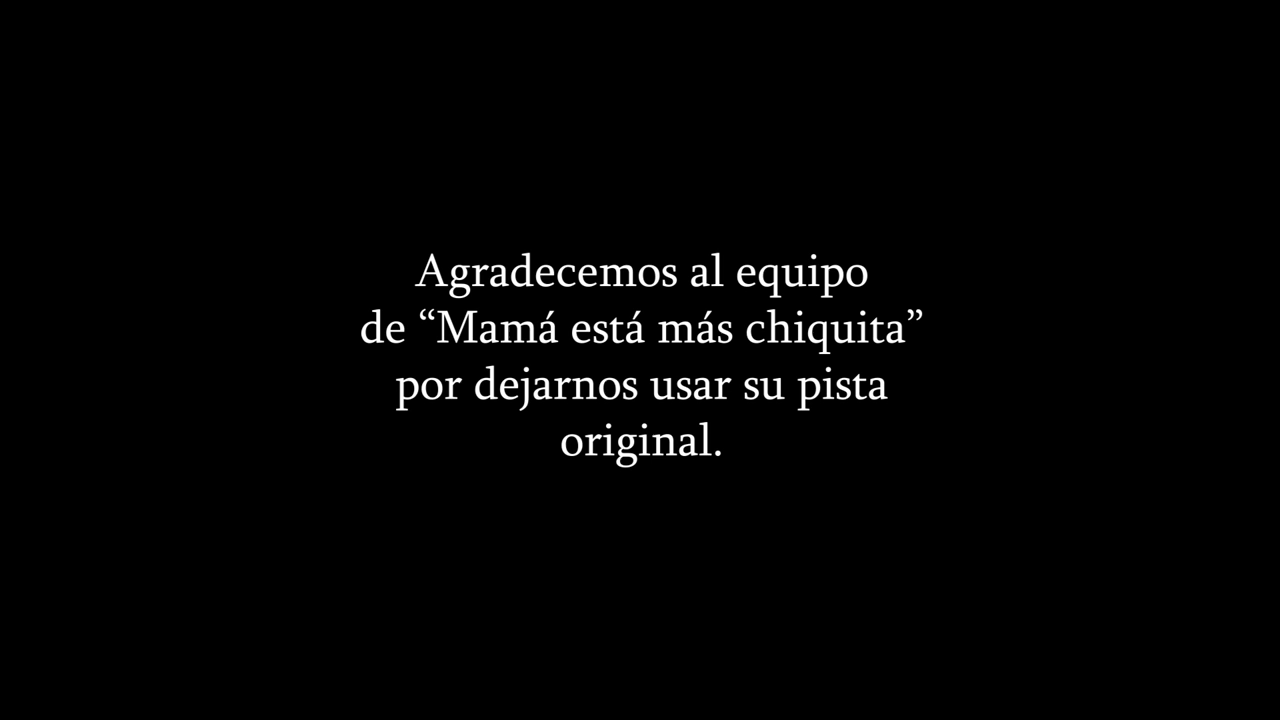 Agradecemos al equipo
de “Mamá está más chiquita”
por dejarnos usar su pista
original.